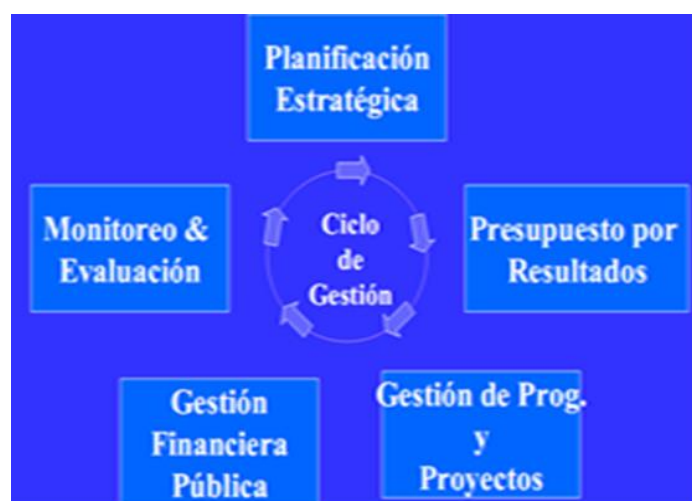 Planificación
Estratégica
Monitoreo &
Evaluación
Ciclo
de
Gestión
Presupuesto por
Resultados
Gestión
Financiera
Pública
Gestión de Prog.
y
Proyectos